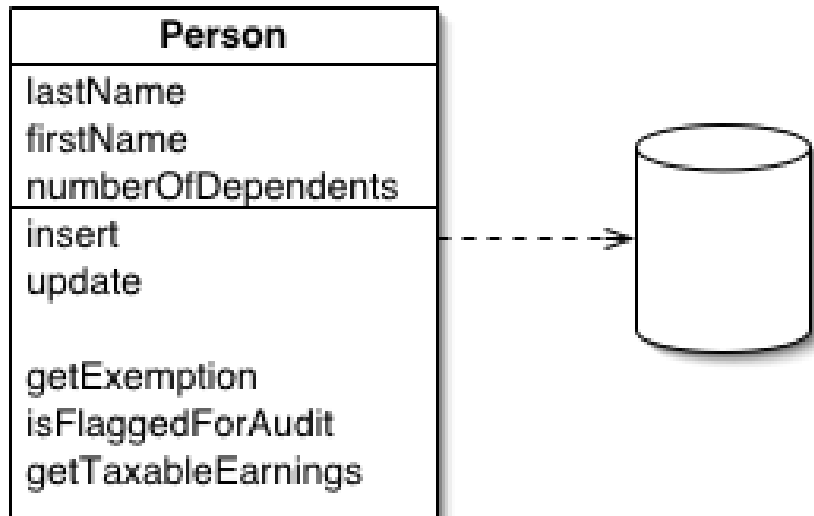 Person
lastName
firstName
numberOfDependents
insert
update
getExemption
isFlaggedForAudit
getTaxableEarnings